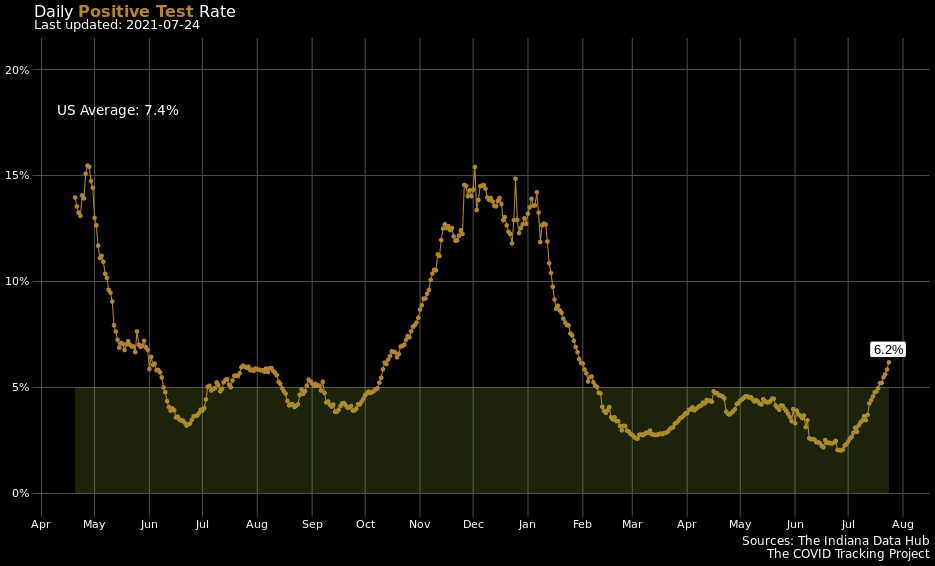 Daily Positive Test Rate
Last updated: 2021-07-24
20%
US Average: 7.4%
15%
10%
6.2%
5%
0%
Apr May Jun Jul Aug Sep Oct Nov Dec Jan Feb Mar Apr May Jun Jul Aug
Sources: The Indiana Data Hub
The COVID Tracking Project